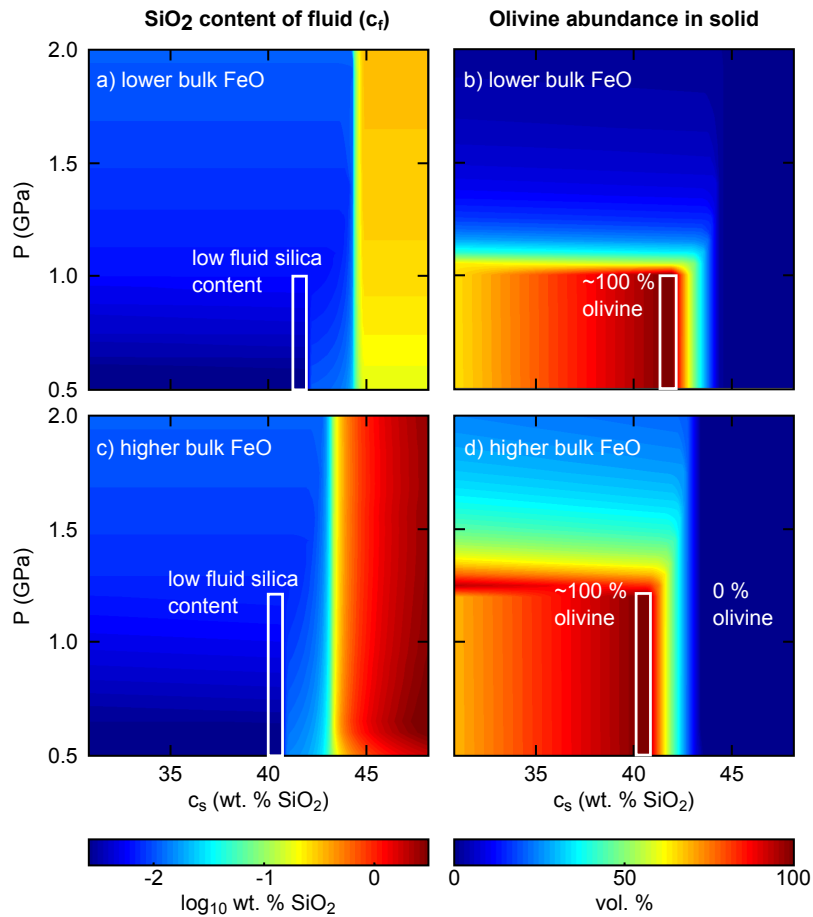 SiO2 content of fluid (cf)
Olivine abundance in solid
2.0
a) lower bulk FeO
b) lower bulk FeO
1.5
P (GPa)
low fluid silica
content
~100 %
olivine
1.0
0.5
2.0
c) higher bulk FeO
d) higher bulk FeO
1.5
P (GPa)
low fluid silica
content
~100 %
olivine
0 %
olivine
1.0
0.5
35 40 45
35 40 45
cs (wt. % SiO2)
cs (wt. % SiO2)
-2 -1 0
log10 wt. % SiO2
0 50 100
vol. %